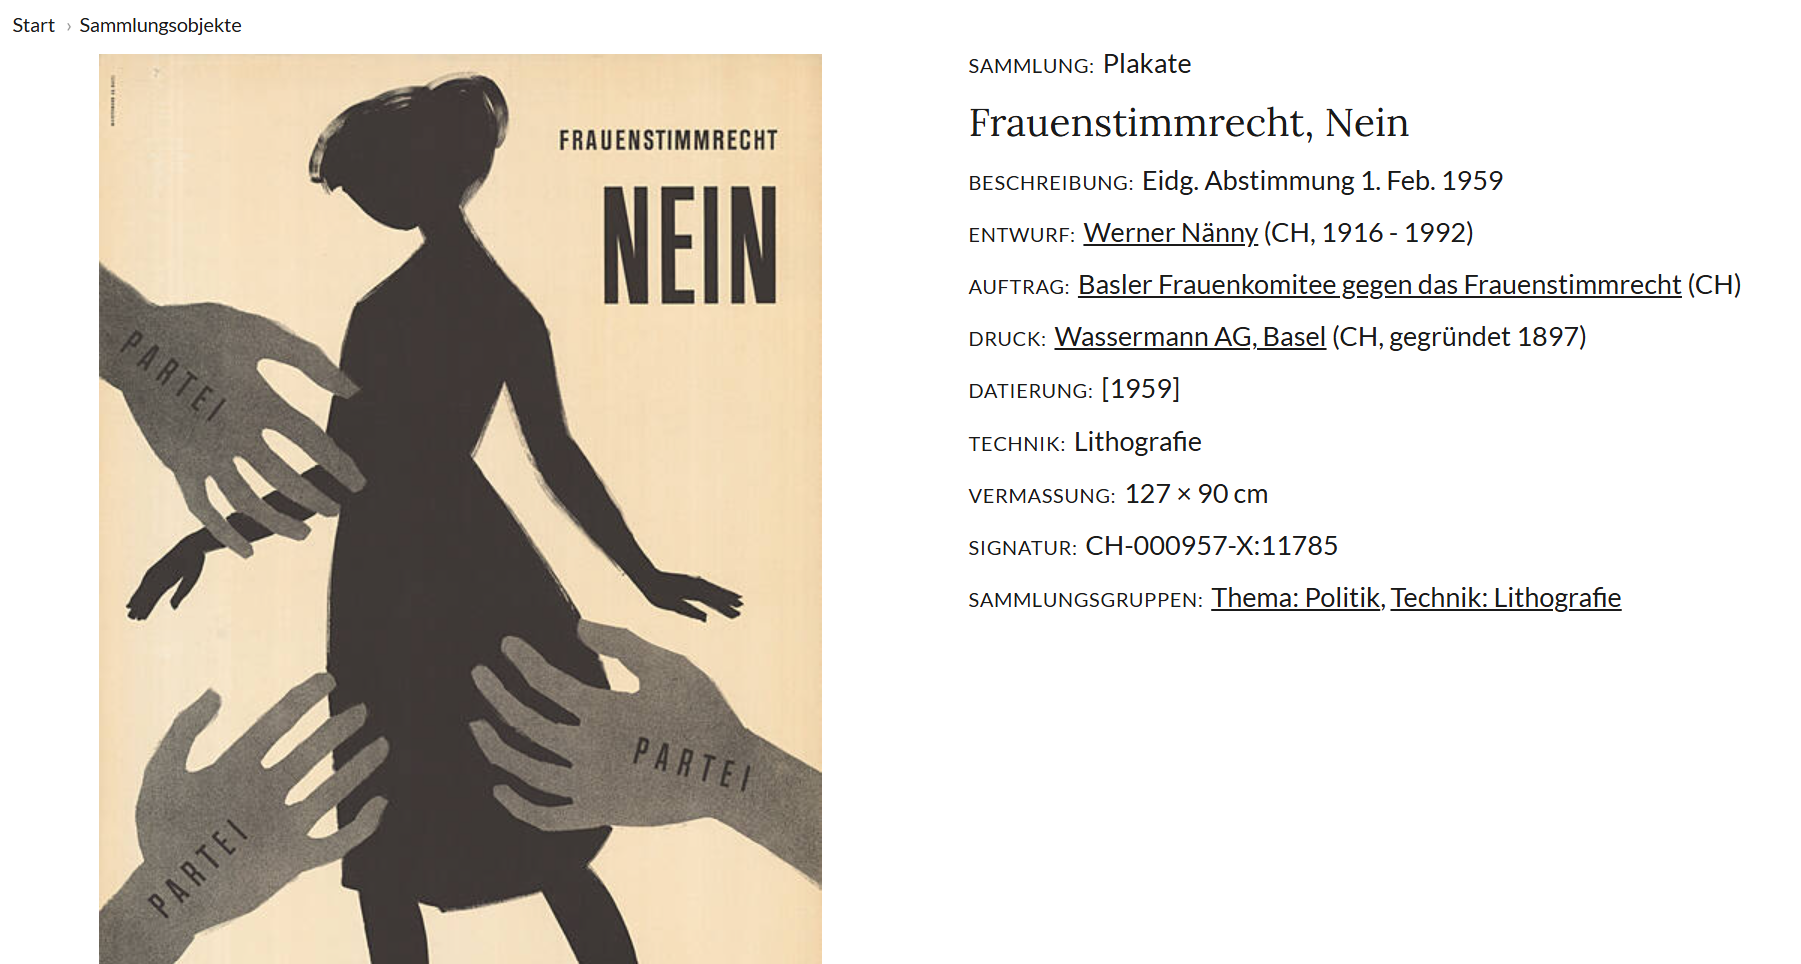 Start › Sammlungsobjekte
FRAUENSTIMMRECHT
NEIN
PARTEI
PARTEI
PARTEI
SAMMLUNG: Plakate
Frauenstimmrecht, Nein
BESCHREIBUNG: Eidg. Abstimmung 1. Feb. 1959
ENTWURF: Werner Nänny (CH, 1916 - 1992)
AUFTRAG: Basler Frauenkomitee gegen das Frauenstimmrecht (CH)
DRUCK: Wassermann AG, Basel (CH, gegründet 1897)
DATIERUNG: [1959]
TECHNIK: Lithografie
VERMASSUNG: 127 × 90 cm
SIGNATUR: CH-000957-X:11785
SAMMLUNGSGRUPPEN: Thema: Politik, Technik: Lithografie